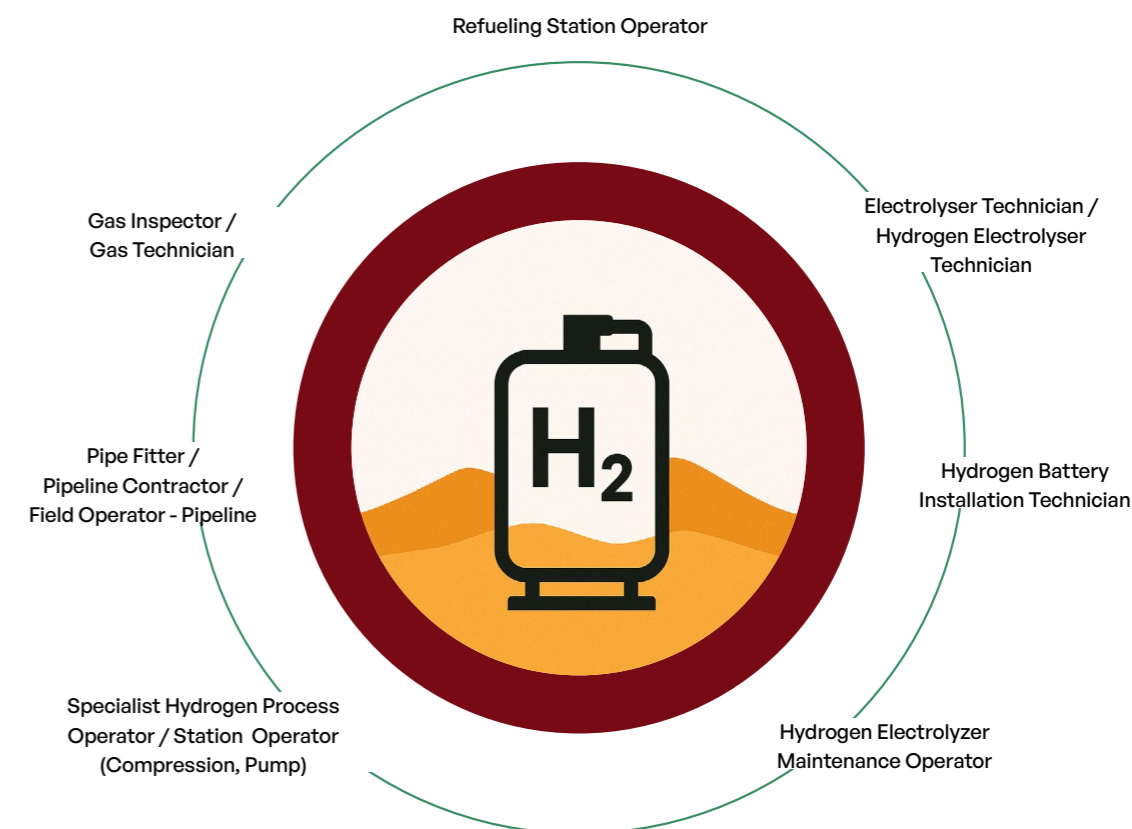 Refueling Station Operator
Electrolyser Technician /
Hydrogen Electrolyser
Technician
Hydrogen Battery
Installation Technician
Hydrogen Electrolyzer
Maintenance Operator
Specialist Hydrogen Process
Operator / Station Operator
(Compression, Pump)
Pipe Fitter /
Pipeline Contractor /
Field Operator - Pipeline
Gas Inspector /
Gas Technician
H2